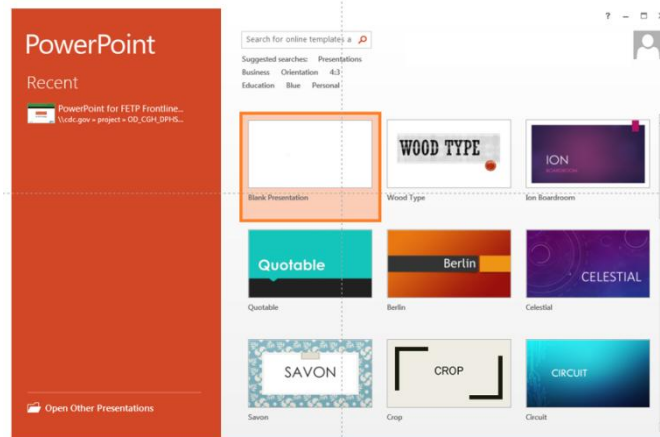 ?
PowerPoint
Search for online templates a
Suggested searches: Presentations
Business Orientation 4:3
Education Blue Personal
Recent
PowerPoint for FETP Frontline...
\\cdc.gov » project » OD_CGH_DPHS...
WOOD TYPE
ION
BOARDROOM
Blank Presentation
Wood Type
Ion Boardroom
Quotable
Berlin
CELESTIAL
Quotable
Berlin
Celestial
SAVON
CROP
CIRCUIT
Open Other Presentations
Savon
Crop
Circuit